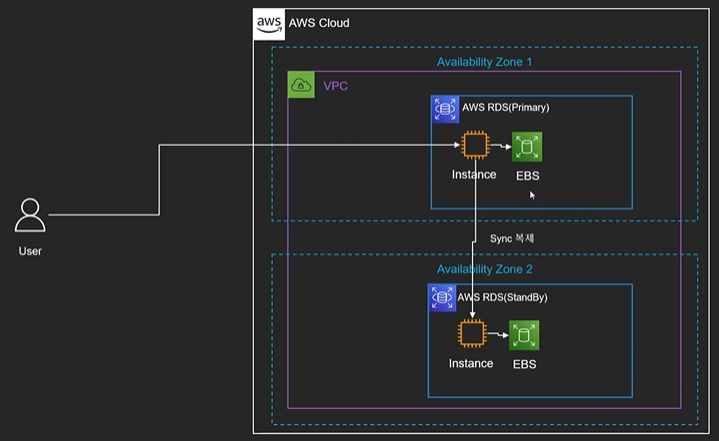 aws
AWS Cloud
Availability Zone 1
VPC
AWS RDS(Primary)
Instance
EBS
User
Sync 복제
Availability Zone 2
AWS RDS(StandBy)
Instance
EBS